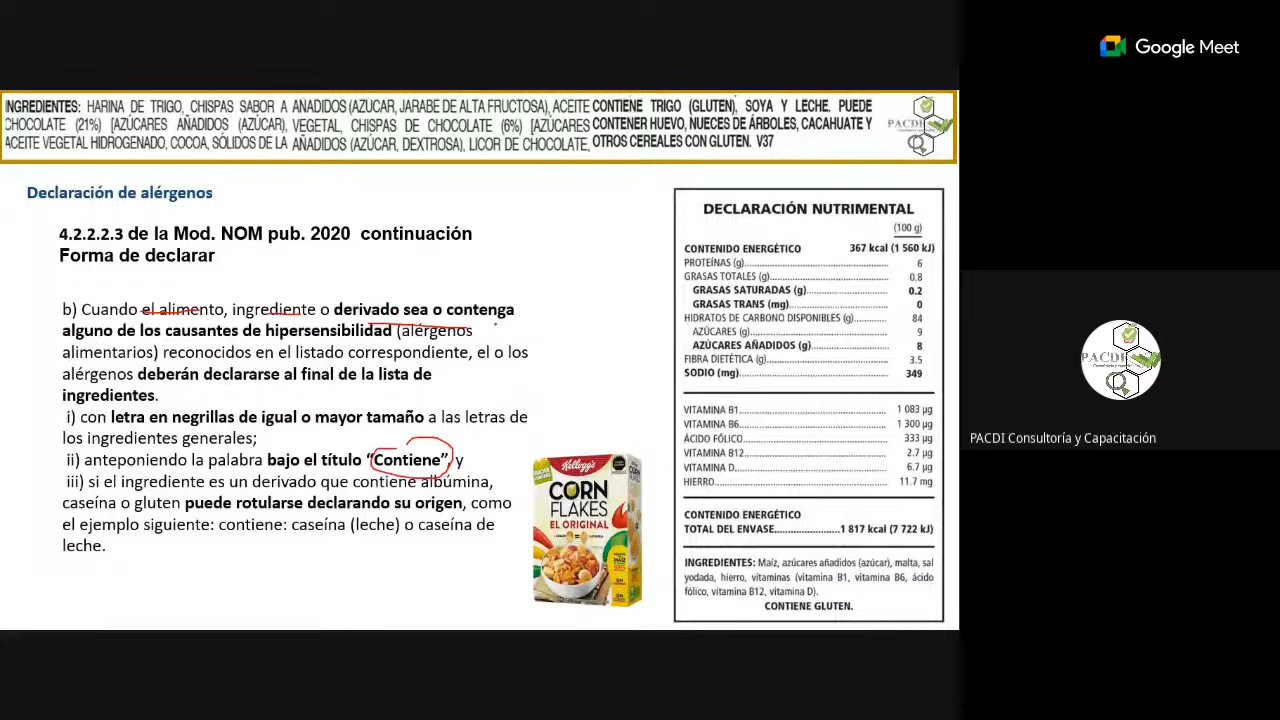 Google Meet
INGREDIENTES: HARINA DE TRIGO, CHISPAS SABOR A
CHOCOLATE (21%) [AZÚCARES AÑADIDOS (AZÚCAR),
ACEITE VEGETAL HIDROGENADO, COCOA, SÓLIDOS DE LA
AÑADIDOS (AZUCAR, JARABE DE ALTA FRUCTOSA), ACEITE
VEGETAL, CHISPAS DE CHOCOLATE (6%) [AZÚCARES
AÑADIDOS (AZÚCAR, DEXTROSA), LICOR DE CHOCOLATE,
CONTIENE TRIGO (GLUTEN), SOYA Y LECHE. PUEDE
CONTENER HUEVO, NUECES DE ÁRBOLES, CACAHUATE Y
OTROS CEREALES CON GLUTEN. V37
PACDI
Declaración de alérgenos
4.2.2.2.3 de la Mod. NOM pub. 2020 continuación
Forma de declarar
b) Cuando el alimento, ingrediente o derivado sea o contenga
alguno de los causantes de hipersensibilidad (alérgenos
alimentarios) reconocidos en el listado correspondiente, el o los
alérgenos deberán declararse al final de la lista de
ingredientes.
i) con letra en negrillas de igual o mayor tamaño a las letras de
los ingredientes generales;
ii) anteponiendo la palabra bajo el título “Contiene”, y
iii) si el ingrediente es un derivado que contiene albúmina,
caseína o gluten puede rotularse declarando su origen, como
el ejemplo siguiente: contiene: caseína (leche) o caseína de
leche.
Kellogg's
CORN
FLAKES
EL ORIGINAL
DECLARACIÓN NUTRIMENTAL
(100 g)
CONTENIDO ENERGÉTICO 367 kcal (1 560 kJ)
PROTEÍNAS (g) 6
GRASAS TOTALES (g) 0.8
GRASAS SATURADAS (g) 0.2
GRASAS TRANS (mg) 0
HIDRATOS DE CARBONO DISPONIBLES (g) 84
AZÚCARES (g) 9
AZÚCARES AÑADIDOS (g) 8
FIBRA DIETÉTICA (g) 3.5
SODIO (mg) 349
VITAMINA B1 1 083 µg
VITAMINA B6 1 300 µg
ÁCIDO FÓLICO 333 µg
VITAMINA B12 2.7 µg
VITAMINA D 6.7 µg
HIERRO 11.7 mg
CONTENIDO ENERGÉTICO
TOTAL DEL ENVASE 1 817 kcal (7 722 kJ)
INGREDIENTES: Maíz, azúcares añadidos (azúcar), malta, sal
yodada, hierro, vitaminas (vitamina B1, vitamina B6, ácido
fólico, vitamina B12, vitamina D).
CONTIENE GLUTEN.
PACDI
PACDI Consultoría y Capacitación